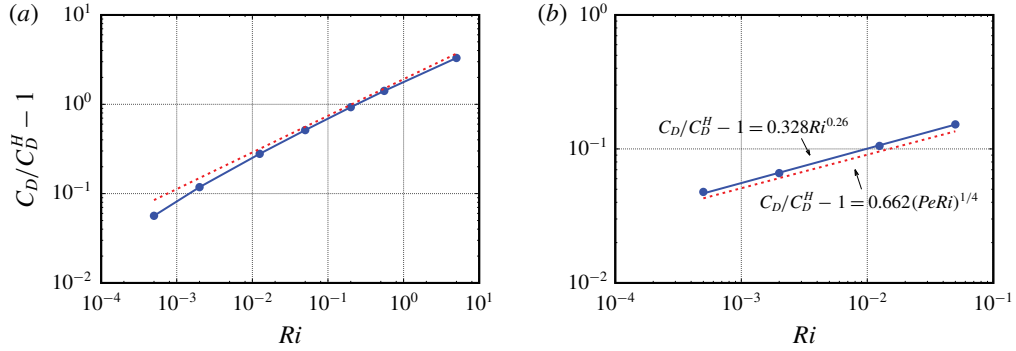 (a)
10^1
10^0
10^{-1}
10^{-2}
C_D/C_D^H − 1
10^{-4} 10^{-3} 10^{-2} 10^{-1} 10^0 10^1
Ri
(b)
10^0
10^{-1}
10^{-2}
C_D/C_D^H − 1 = 0.328Ri^{0.26}
C_D/C_D^H − 1 = 0.662(PeRi)^{1/4}
10^{-4} 10^{-3} 10^{-2} 10^{-1}
Ri